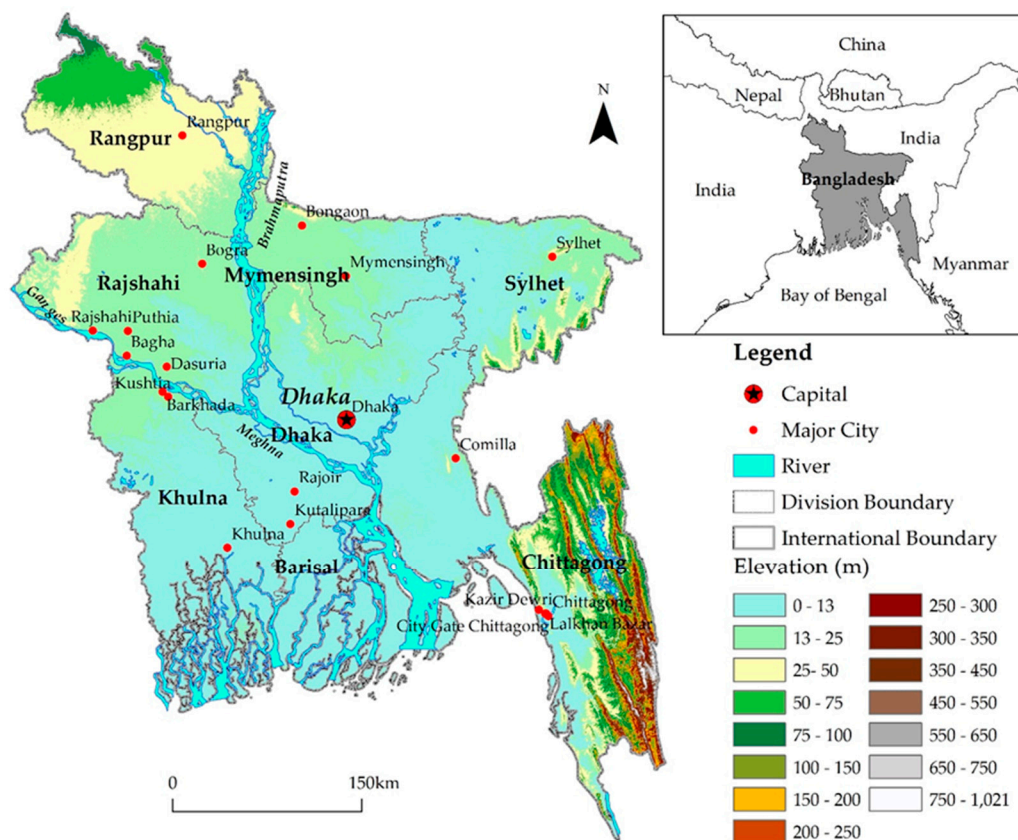 Rangpur
Rangpur
Brahmaputra
Bongaon
Bogra
Mymensingh
Mymensingh
Rajshahi
Sylhet
Sylhet
Ganges
Rajshahi
Puthia
Bagha
Dasuria
Kushtia
Barkhada
Dhaka
Dhaka
Dhaka
Meghna
Comilla
Rajoir
Khulna
Kutalipara
Khulna
Barisal
Chittagong
Kazir Dewri
Chittagong
City Gate Chittagong
Lalkhan Bazar
0
150km
N
China
Nepal
Bhutan
India
Bangladesh
India
Myanmar
Bay of Bengal
Legend
Capital
Major City
River
Division Boundary
International Boundary
Elevation (m)
0 - 13
13 - 25
25- 50
50 - 75
75 - 100
100 - 150
150 - 200
200 - 250
250 - 300
300 - 350
350 - 450
450 - 550
550 - 650
650 - 750
750 - 1,021